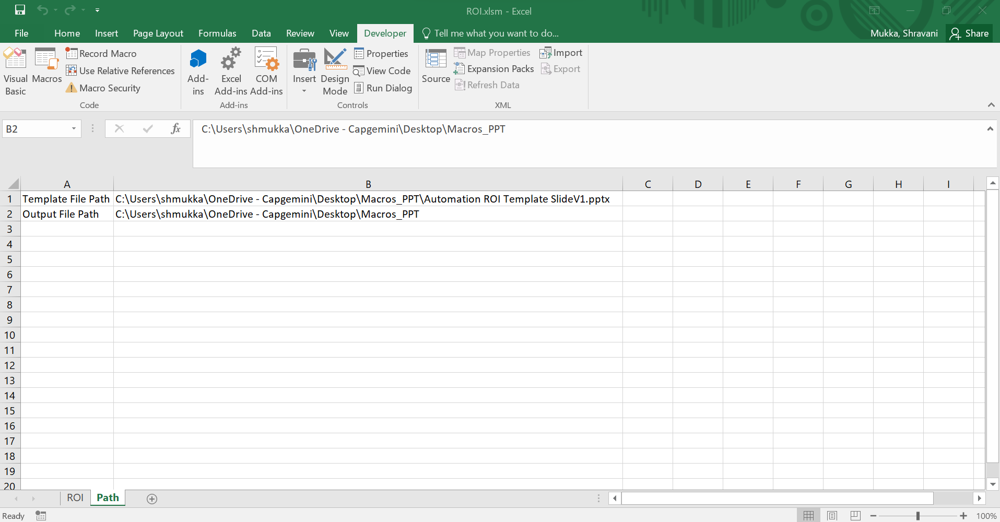 ROI.xlsm - Excel
File Home Insert Page Layout Formulas Data Review View Developer Tell me what you want to do... Mukka, Shravani Share
Visual Basic
Macros
Record Macro
Use Relative References
Macro Security
Code
Add-ins
Excel Add-ins
COM Add-ins
Add-ins
Insert
Design Mode
Properties
View Code
Run Dialog
Controls
Source
Map Properties
Expansion Packs
Refresh Data
Import
Export
XML
B2 fx C:\Users\shmukka\OneDrive - Capgemini\Desktop\Macros_PPT
A B C D E F G H I
1 Template File Path C:\Users\shmukka\OneDrive - Capgemini\Desktop\Macros_PPT\Automation ROI Template SlideV1.pptx
2 Output File Path C:\Users\shmukka\OneDrive - Capgemini\Desktop\Macros_PPT
3
4
5
6
7
8
9
10
11
12
13
14
15
16
17
18
19
20
ROI Path
Ready 100%